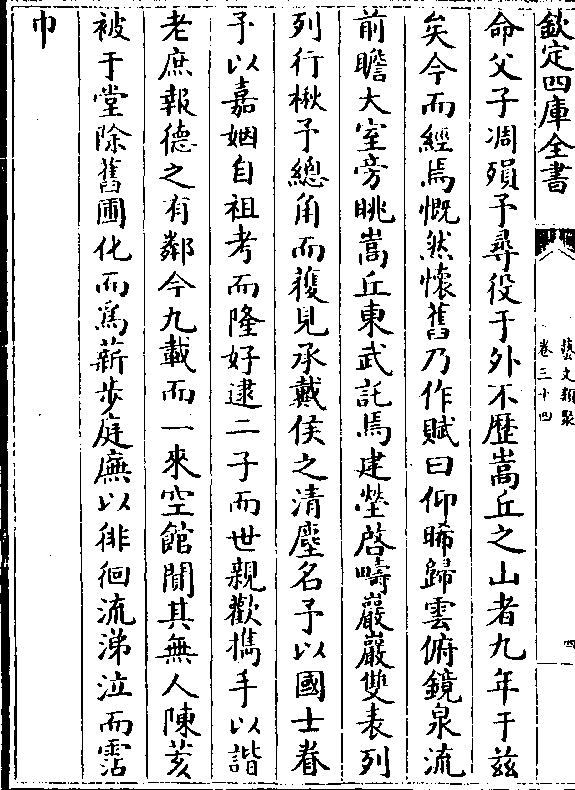 欽定四庫全書
藝文類聚
卷三十四
四
命父子凋殞予尋役于外不歷嵩丘之山者九年于兹
矣今而經焉慨然懷舊乃作賦曰仰睎歸雲俯鏡泉流
前瞻大室旁眺嵩丘東武託焉建塋啓疇巖巖雙表列
列行楸予總角而獲見承戴侯之清塵名予以國士眷
予以嘉姻自祖考而隆好逮二子而世親歡擕手以諧
老庶報德之有鄰今九載而一來空館闃其無人陳荄
被于堂除舊圃化而為薪步庭廡以徘徊流涕泣而霑
巾